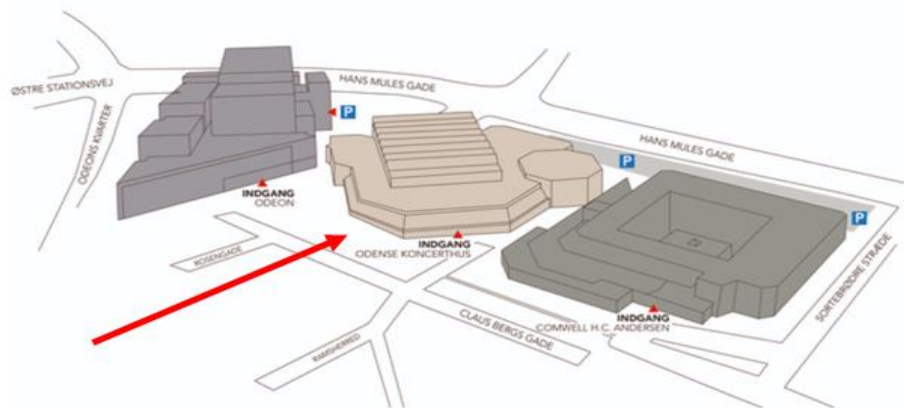 HANS MULES GADE
ØSTRE STATIONSVEJ
P
ODEONS KVARTER
HANS MULES GADE
P
INDGANG
ODEON
P
ROSENGADE
INDGANG
ODENSE KONCERTHUS
SORTEBRØDRE STRÆDE
CLAUS BERGS GADE
INDGANG
COMWELL H.C. ANDERSEN
RAMSHERRED